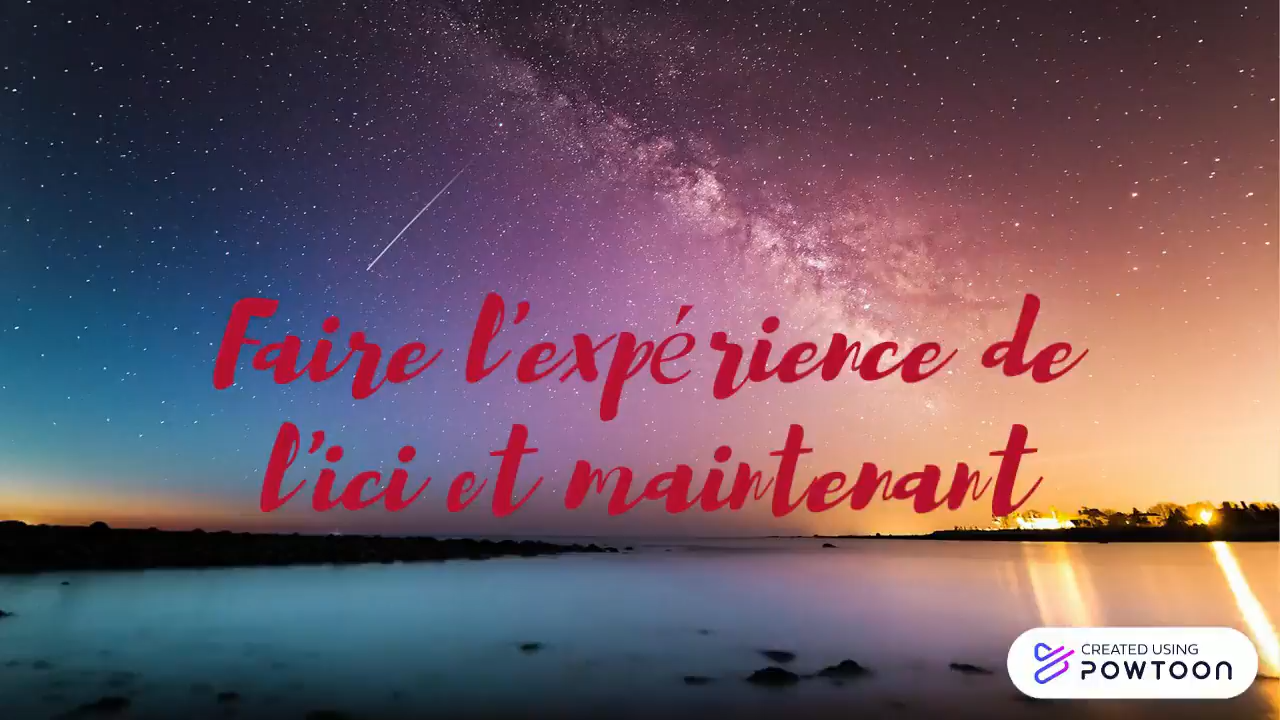 Faire l'expérience de
l'ici et maintenant
CREATED USING
POWTOON